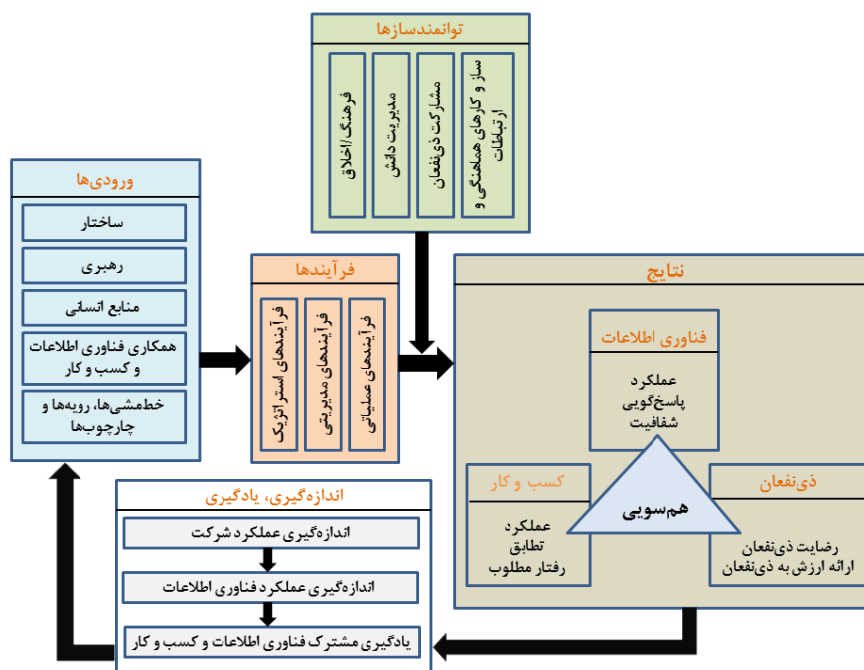 توانمندسازها
ساز و کارهای هماهنگی و
ارتباطات
مشارکت ذی‌نفعان
مدیریت دانش
فرهنگ/اخلاق
ورودی‌ها
ساختار
رهبری
منابع انسانی
همکاری فناوری اطلاعات
و کسب و کار
خط‌مشی‌ها، رویه‌ها و
چارچوب‌ها
فرآیندها
فرآیندهای استراتژیک
فرآیندهای مدیریتی
فرآیندهای عملیاتی
نتایج
فناوری اطلاعات
عملکرد
پاسخ‌گویی
شفافیت
ذی‌نفعان
رضایت ذی‌نفعان
ارائه ارزش به ذی‌نفعان
هم‌سویی
کسب و کار
عملکرد
تطابق
رفتار مطلوب
اندازه‌گیری، یادگیری
اندازه‌گیری عملکرد شرکت
اندازه‌گیری عملکرد فناوری اطلاعات
یادگیری مشترک فناوری اطلاعات و کسب و کار